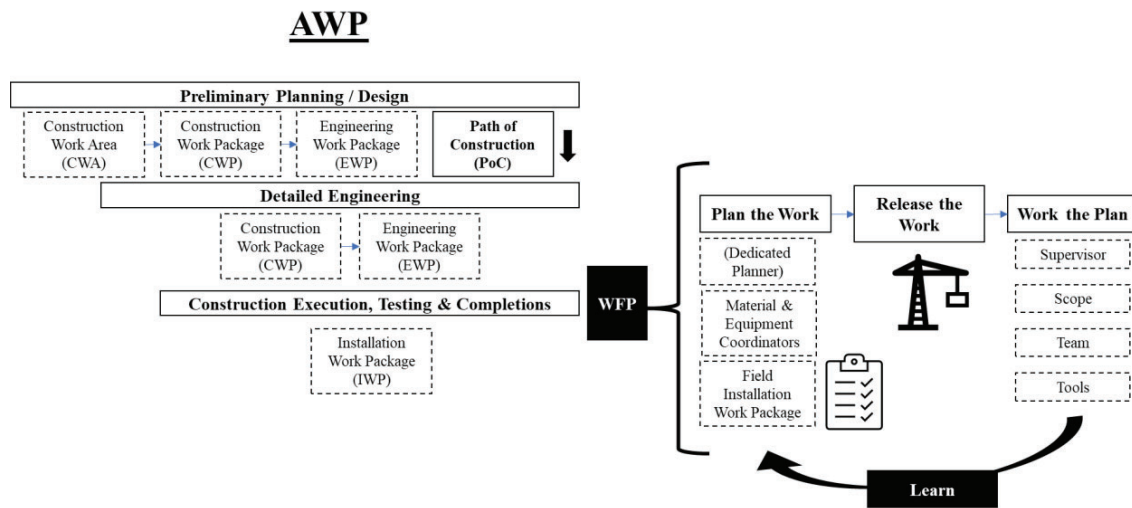 AWP
Preliminary Planning / Design
Construction
Work Area
(CWA)
Construction
Work Package
(CWP)
Engineering
Work Package
(EWP)
Path of
Construction
(PoC)
Detailed Engineering
Construction
Work Package
(CWP)
Engineering
Work Package
(EWP)
Construction Execution, Testing & Completions
Installation
Work Package
(IWP)
WFP
Plan the Work
(Dedicated
Planner)
Material &
Equipment
Coordinators
Field
Installation
Work Package
Release the
Work
Work the Plan
Supervisor
Scope
Team
Tools
Learn